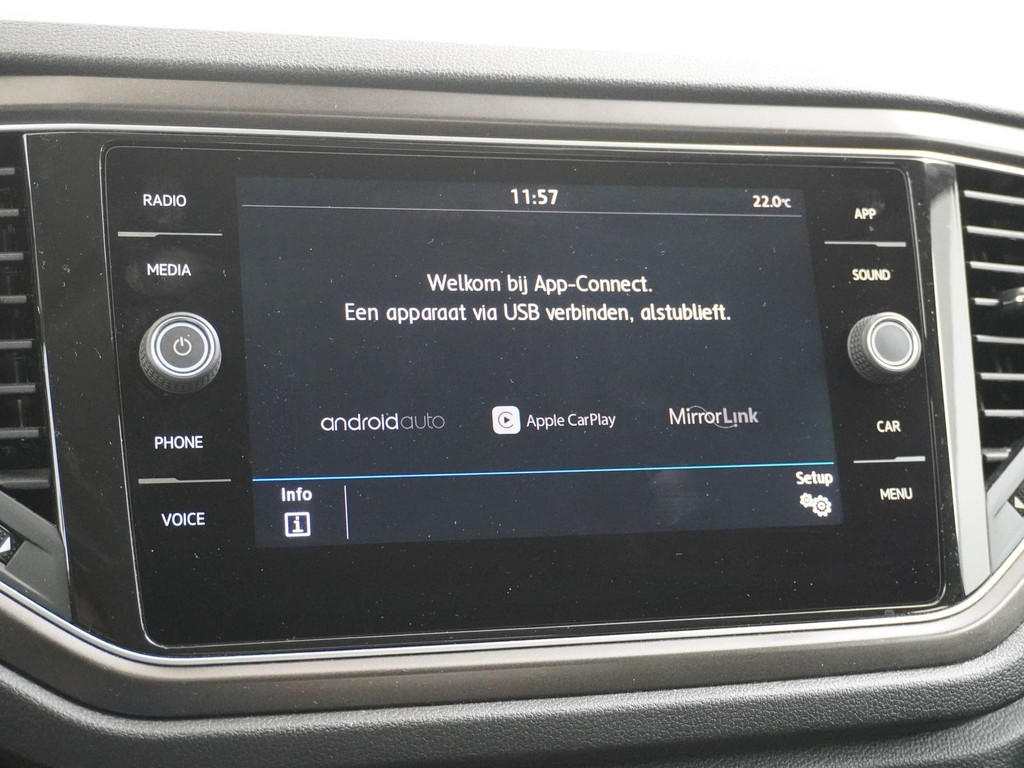 RADIO
MEDIA
PHONE
VOICE
11:57
22.0°C
Welkom bij App-Connect.
Een apparaat via USB verbinden, alstublieft.
androidauto
Apple CarPlay
MirrorLink
Info
i
Setup
APP
SOUND
CAR
MENU